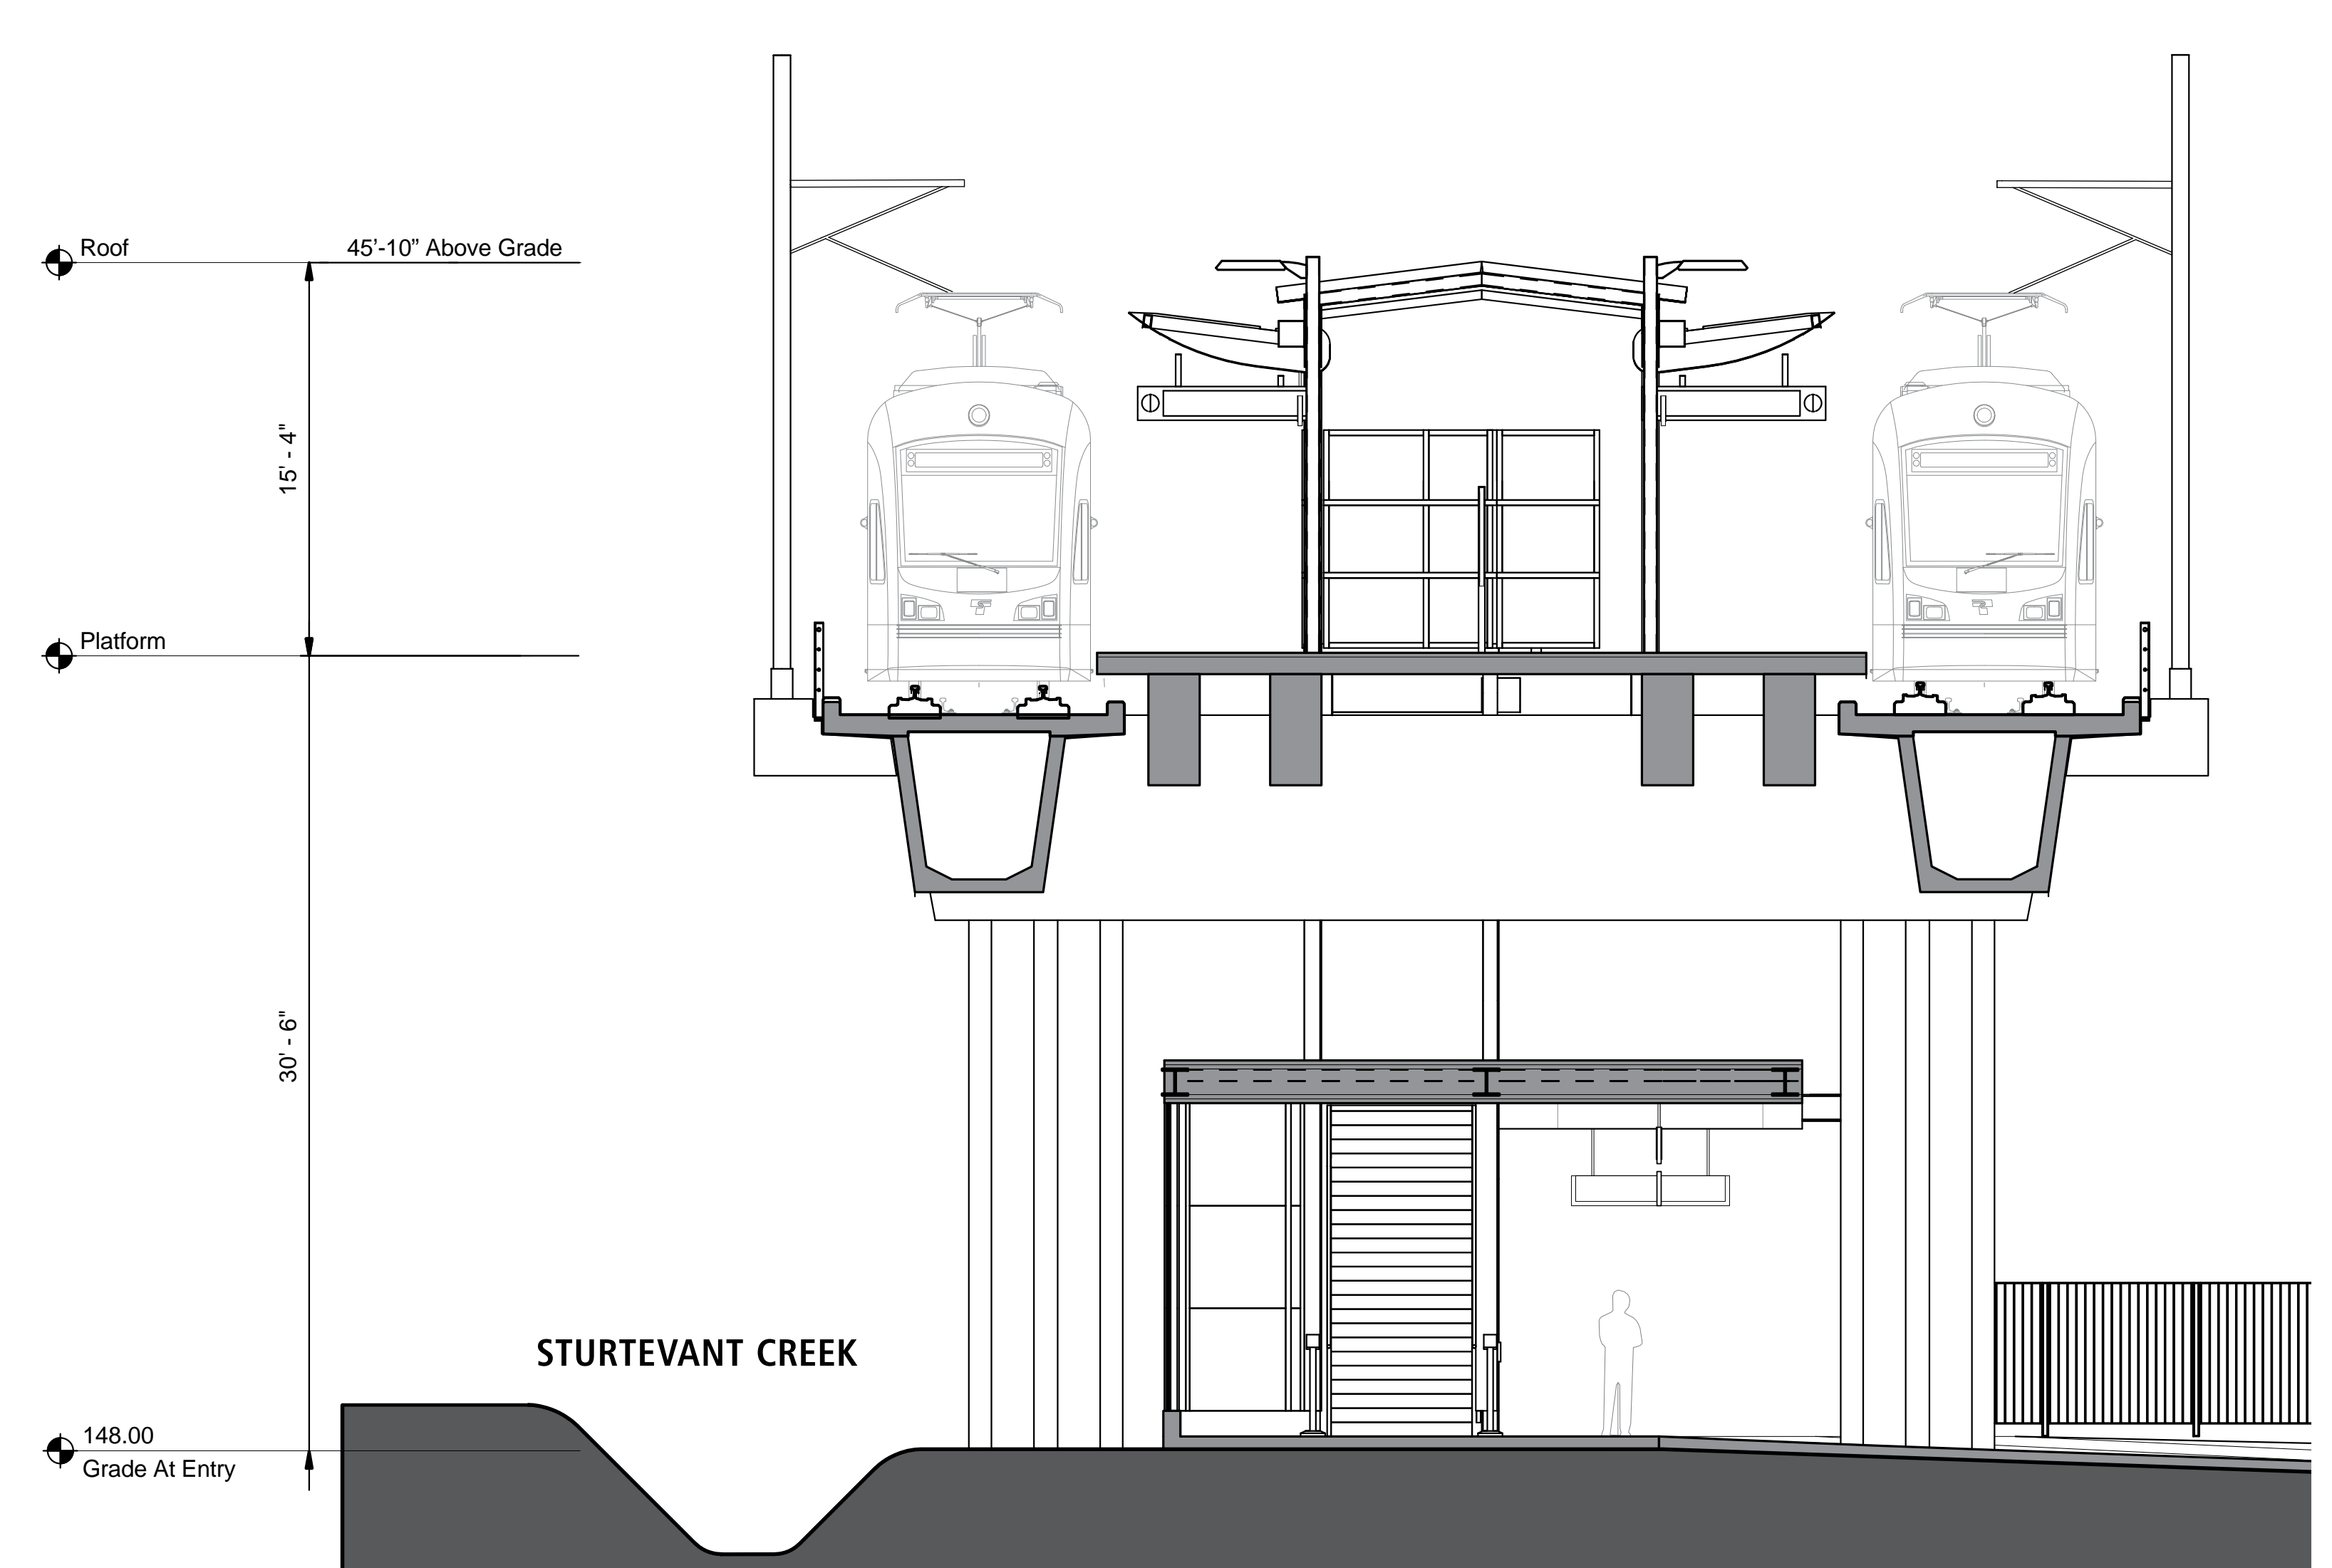 Roof
45’-10” Above Grade
15' - 4"
Platform
30' - 6"
STURTEVANT CREEK
148.00
Grade At Entry